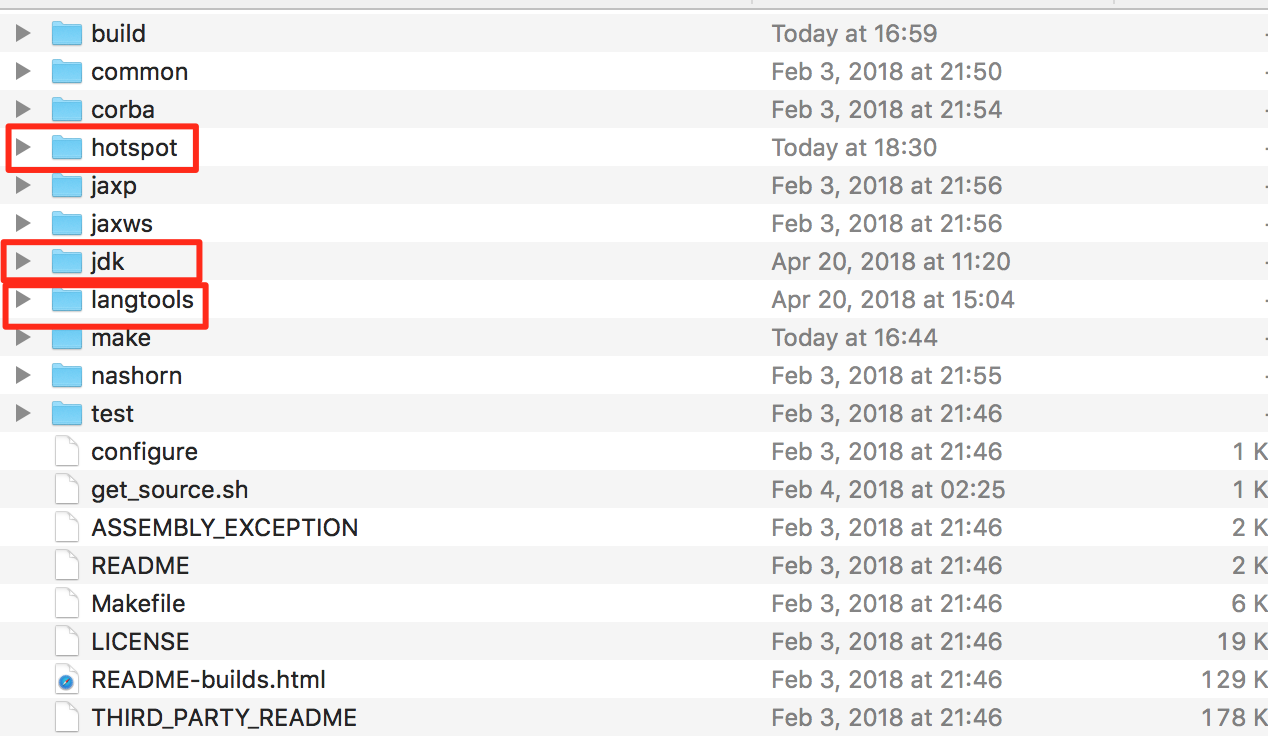 build Today at 16:59 -
common Feb 3, 2018 at 21:50 -
corba Feb 3, 2018 at 21:54 -
hotspot Today at 18:30 -
jaxp Feb 3, 2018 at 21:56 -
jaxws Feb 3, 2018 at 21:56 -
jdk Apr 20, 2018 at 11:20 -
langtools Apr 20, 2018 at 15:04 -
make Today at 16:44 -
nashorn Feb 3, 2018 at 21:55 -
test Feb 3, 2018 at 21:46 -
configure Feb 3, 2018 at 21:46 1 K
get_source.sh Feb 4, 2018 at 02:25 1 K
ASSEMBLY_EXCEPTION Feb 3, 2018 at 21:46 2 K
README Feb 3, 2018 at 21:46 2 K
Makefile Feb 3, 2018 at 21:46 6 K
LICENSE Feb 3, 2018 at 21:46 19 K
README-builds.html Feb 3, 2018 at 21:46 129 K
THIRD_PARTY_README Feb 3, 2018 at 21:46 178 K